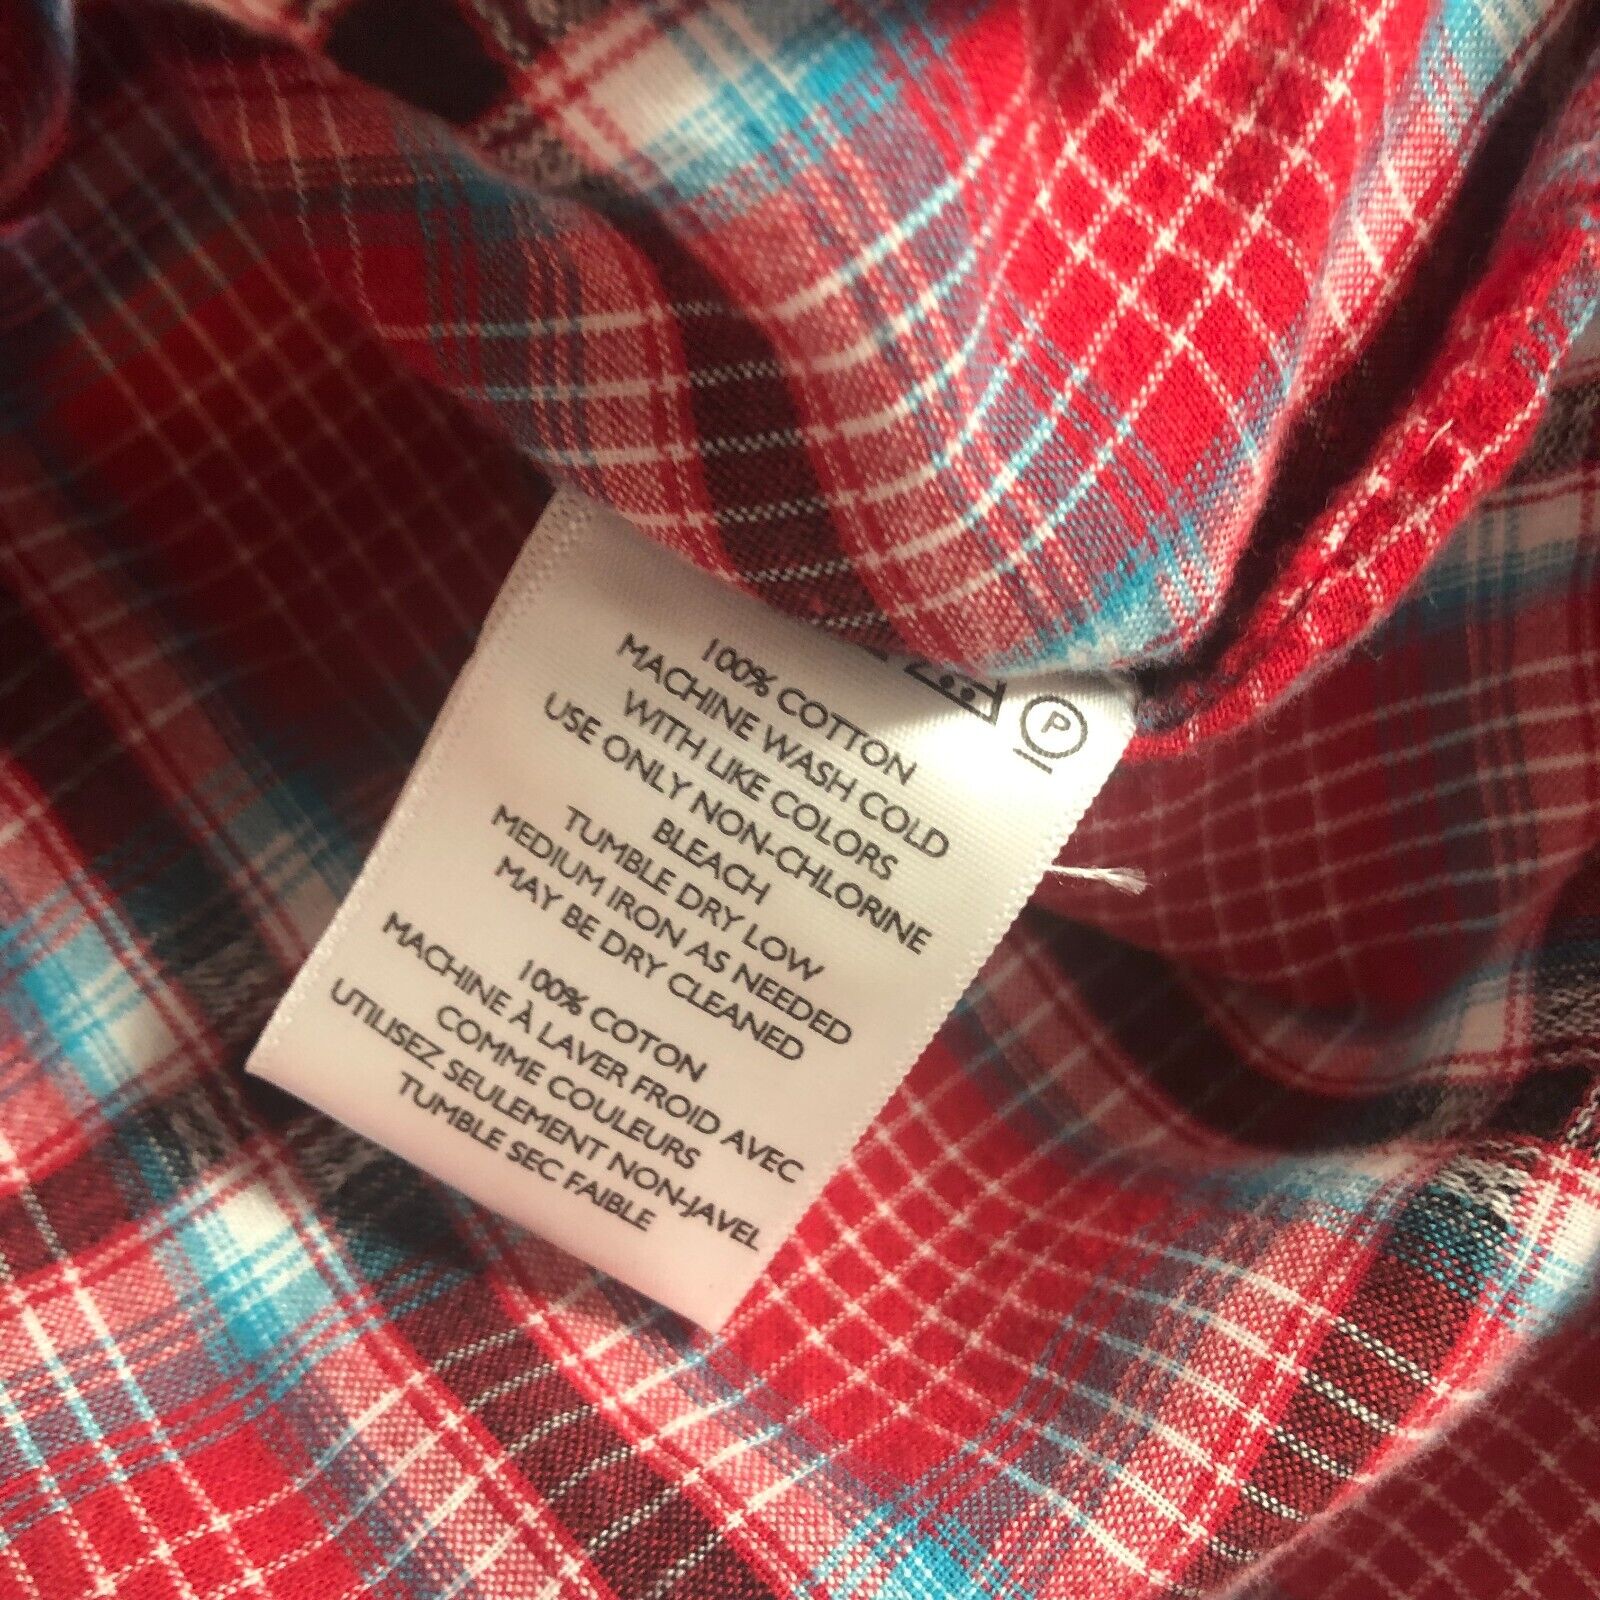 P
100% COTTON
MACHINE WASH COLD
WITH LIKE COLORS
USE ONLY NON-CHLORINE
BLEACH
TUMBLE DRY LOW
MEDIUM IRON AS NEEDED
MAY BE DRY CLEANED
100% COTON
MACHINE À LAVER FROID AVEC
COMME COULEURS
UTILISEZ SEULEMENT NON-JAVEL
TUMBLE SEC FAIBLE